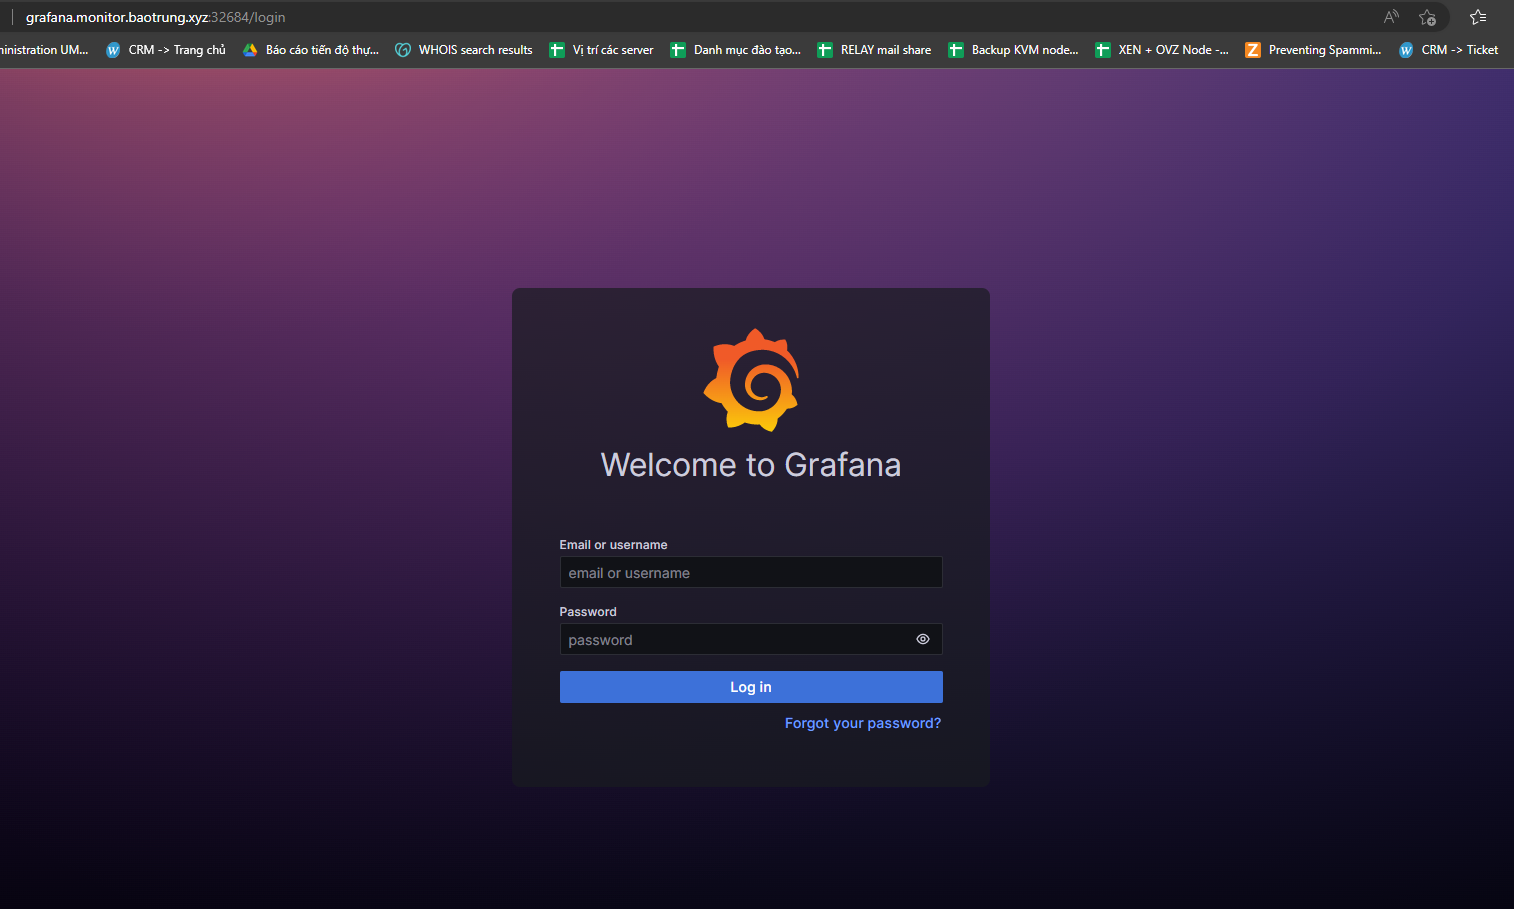 grafana.monitor.baotrung.xyz:32684/login
ninistration UM... CRM -> Trang chủ Báo cáo tiến độ thự... WHOIS search results Vị trí các server Danh mục đào tạo... RELAY mail share Backup KVM node... XEN + OVZ Node -... Preventing Spammi... CRM -> Ticket
Welcome to Grafana
Email or username
email or username
Password
password
Log in
Forgot your password?